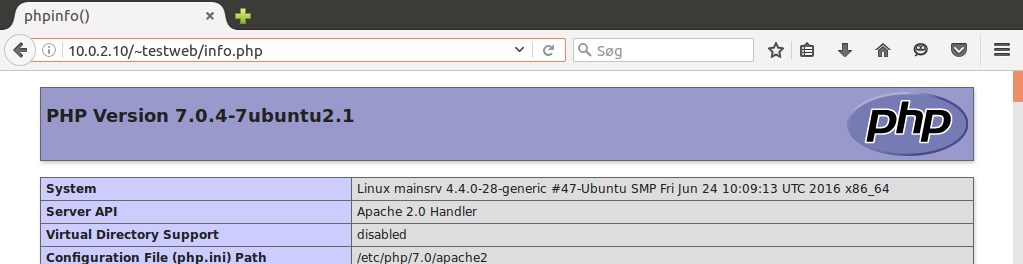 phpinfo()
10.0.2.10/~testweb/info.php
Søg
PHP Version 7.0.4-7ubuntu2.1
php
System Linux mainsrv 4.4.0-28-generic #47-Ubuntu SMP Fri Jun 24 10:09:13 UTC 2016 x86_64
Server API Apache 2.0 Handler
Virtual Directory Support disabled
Configuration File (php.ini) Path /etc/php/7.0/apache2